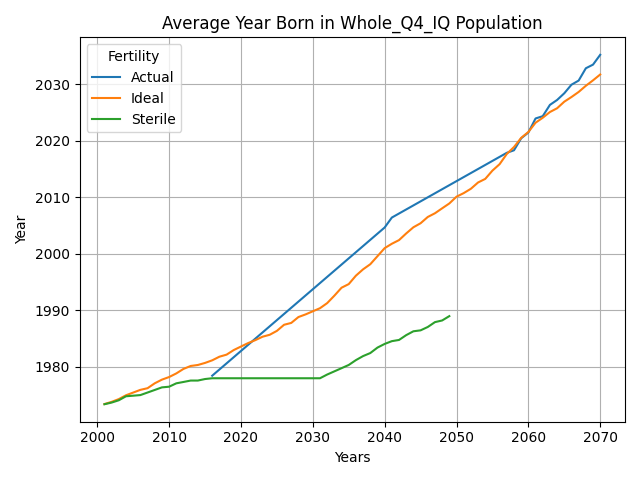 Average Year Born in Whole_Q4_IQ Population
Fertility
Actual
Ideal
Sterile
Year
2030
2020
2010
2000
1990
1980
2000 2010 2020 2030 2040 2050 2060 2070
Years